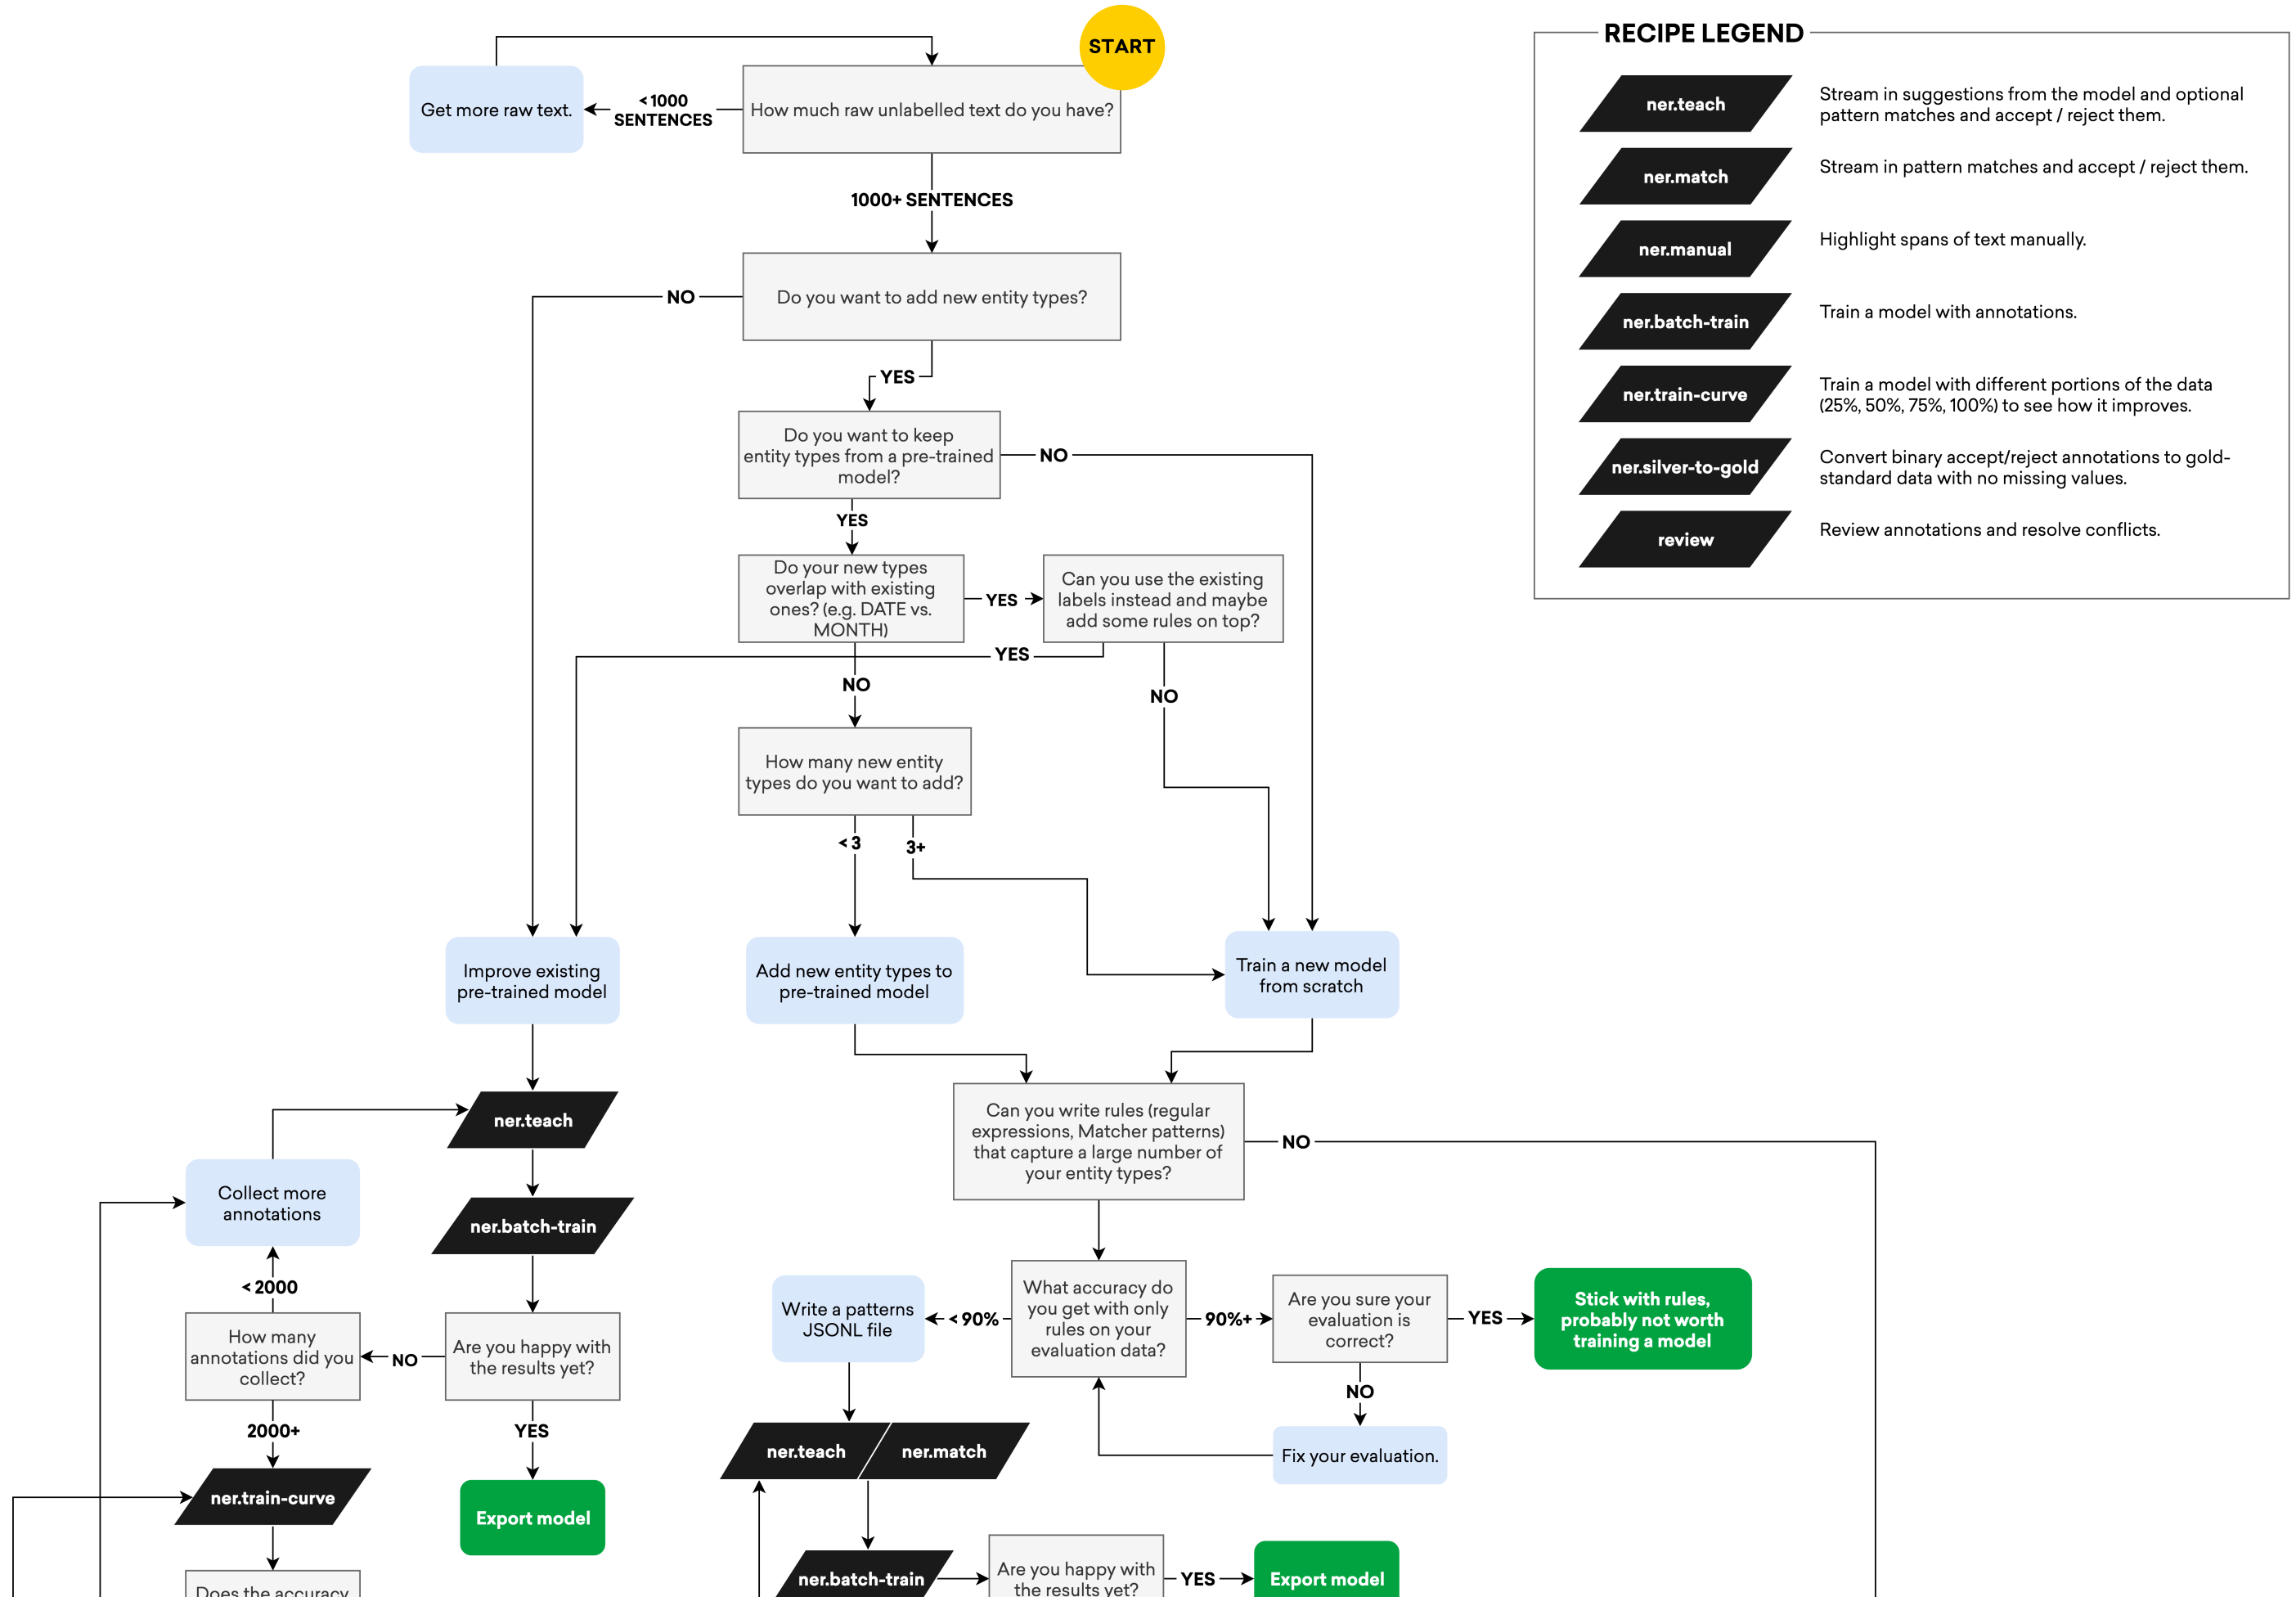 START
How much raw unlabelled text do you have?
< 1000
SENTENCES
Get more raw text.
1000+ SENTENCES
Do you want to add new entity types?
NO
YES
Do you want to keep
entity types from a pre-trained
model?
NO
YES
Do your new types
overlap with existing
ones? (e.g. DATE vs.
MONTH)
YES
Can you use the existing
labels instead and maybe
add some rules on top?
YES
NO
NO
How many new entity
types do you want to add?
< 3
3+
Improve existing
pre-trained model
Add new entity types to
pre-trained model
Train a new model
from scratch
ner.teach
Collect more
annotations
ner.batch-train
< 2000
How many
annotations did you
collect?
NO
Are you happy with
the results yet?
2000+
YES
ner.train-curve
Export model
Does the accuracy
Can you write rules (regular
expressions, Matcher patterns)
that capture a large number of
your entity types?
NO
Write a patterns
JSONL file
< 90%
What accuracy do
you get with only
rules on your
evaluation data?
90%+
Are you sure your
evaluation is
correct?
YES
Stick with rules,
probably not worth
training a model
NO
Fix your evaluation.
ner.teach
ner.match
ner.batch-train
Are you happy with
the results yet?
YES
Export model
RECIPE LEGEND
ner.teach
Stream in suggestions from the model and optional
pattern matches and accept / reject them.
ner.match
Stream in pattern matches and accept / reject them.
ner.manual
Highlight spans of text manually.
ner.batch-train
Train a model with annotations.
ner.train-curve
Train a model with different portions of the data
(25%, 50%, 75%, 100%) to see how it improves.
ner.silver-to-gold
Convert binary accept/reject annotations to gold-
standard data with no missing values.
review
Review annotations and resolve conflicts.